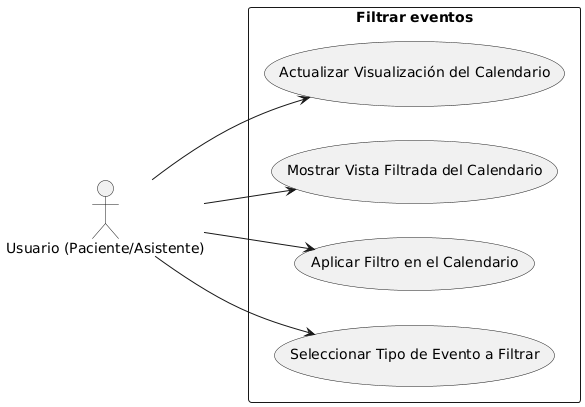 Filtrar eventos
Actualizar Visualización del Calendario
Mostrar Vista Filtrada del Calendario
Usuario (Paciente/Asistente)
Aplicar Filtro en el Calendario
Seleccionar Tipo de Evento a Filtrar